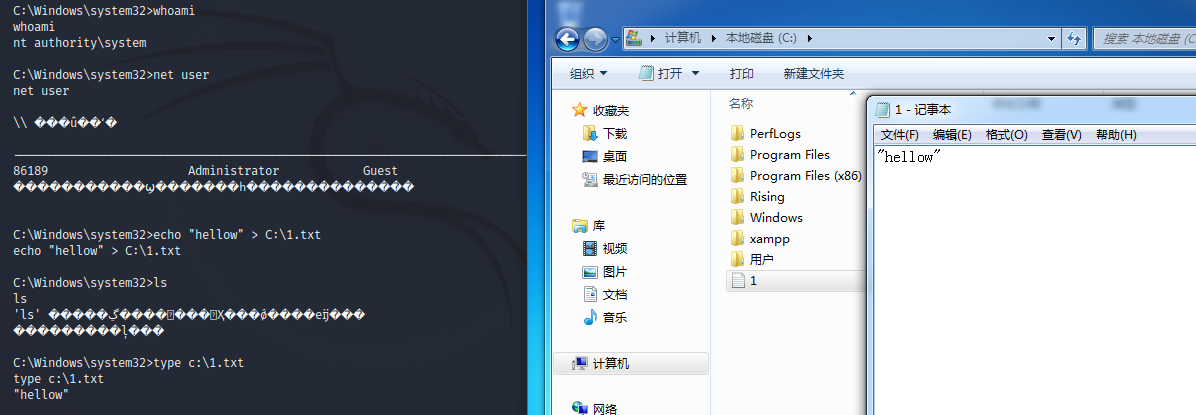 C:\Windows\system32>whoami
whoami
nt authority\system
C:\Windows\system32>net user
net user
86189 Administrator Guest
C:\Windows\system32>echo "hellow" > C:\1.txt
echo "hellow" > C:\1.txt
C:\Windows\system32>ls
ls
'ls'
C:\Windows\system32>type c:\1.txt
type c:\1.txt
"hellow"
计算机 本地磁盘 (C:)
搜索 本地磁盘 (C
组织 打开 打印 新建文件夹
收藏夹
下载
桌面
最近访问的位置
库
视频
图片
文档
音乐
计算机
网络
名称
PerfLogs
Program Files
Program Files (x86)
Rising
Windows
xampp
用户
1
1 - 记事本
文件(F) 编辑(E) 格式(O) 查看(V) 帮助(H)
"hellow"